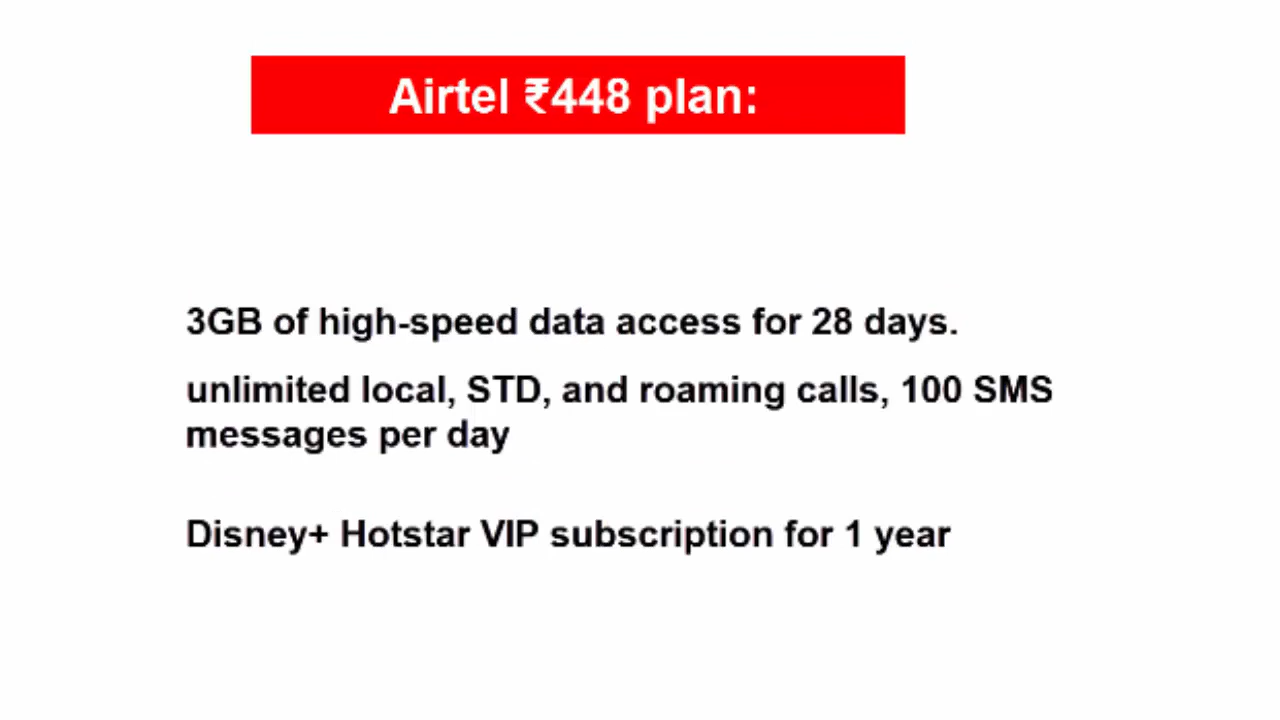 Airtel ₹448 plan:
3GB of high-speed data access for 28 days.
unlimited local, STD, and roaming calls, 100 SMS
messages per day
Disney+ Hotstar VIP subscription for 1 year